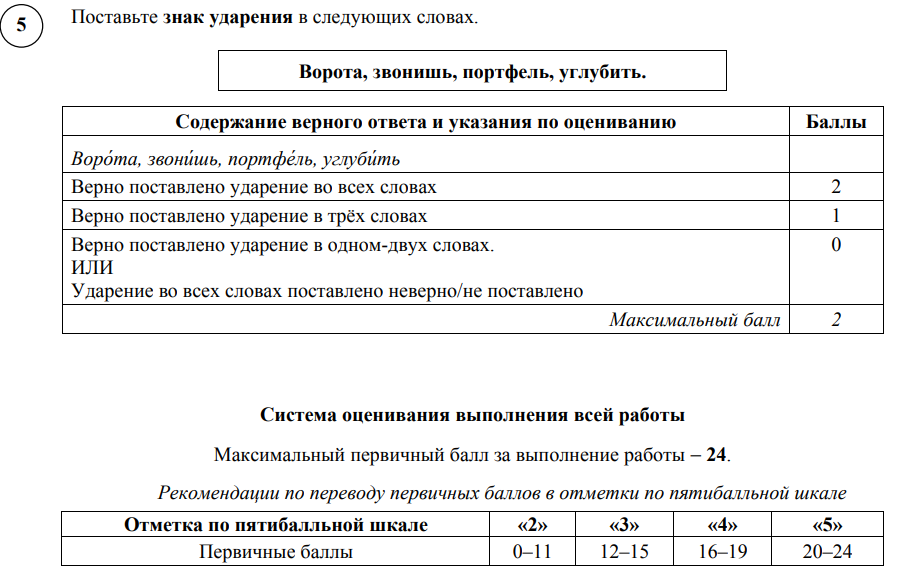 5
Поставьте знак ударения в следующих словах.
Ворота, звонишь, портфель, углубить.
Содержание верного ответа и указания по оцениванию Баллы
Воро́та, звони́шь, портфе́ль, углуби́ть
Верно поставлено ударение во всех словах 2
Верно поставлено ударение в трёх словах 1
Верно поставлено ударение в одном-двух словах. 0
ИЛИ
Ударение во всех словах поставлено неверно/не поставлено
Максимальный балл 2
Система оценивания выполнения всей работы
Максимальный первичный балл за выполнение работы – 24.
Рекомендации по переводу первичных баллов в отметки по пятибалльной шкале
Отметка по пятибалльной шкале «2» «3» «4» «5»
Первичные баллы 0–11 12–15 16–19 20–24